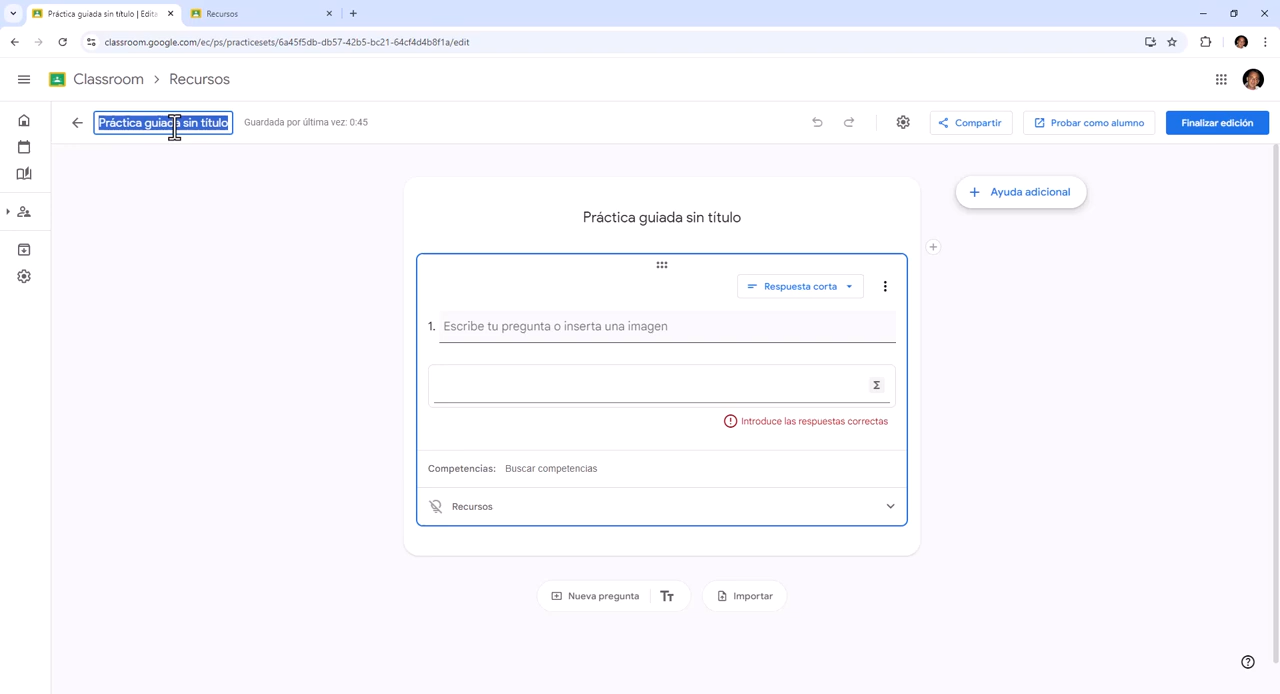 Práctica guiada sin título | Edita
Recursos
classroom.google.com/ec/ps/practicesets/6a45f5db-db57-42b5-bc21-64cf4d4b8f1a/edit
Classroom > Recursos
Práctica guiada sin título
Guardada por última vez: 0:45
Compartir
Probar como alumno
Finalizar edición
Ayuda adicional
Práctica guiada sin título
Respuesta corta
1. Escribe tu pregunta o inserta una imagen
Σ
Introduce las respuestas correctas
Competencias: Buscar competencias
Recursos
Nueva pregunta
Tт
Importar